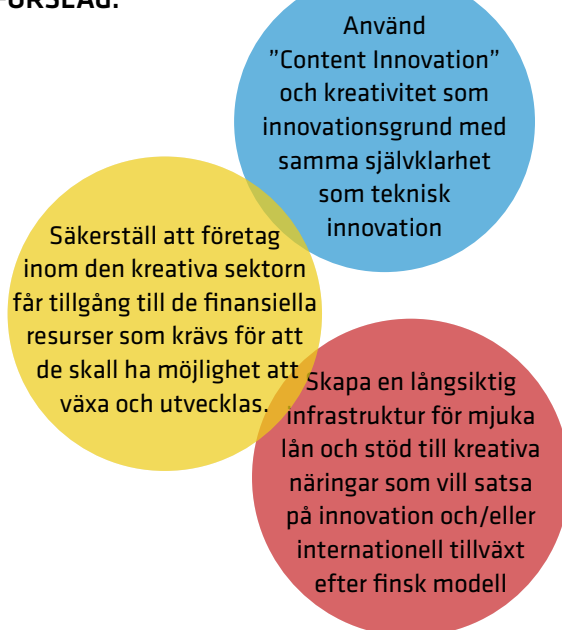 Använd
”Content Innovation”
och kreativitet som
innovationsgrund med
samma självklarhet
som teknisk
innovation
Säkerställ att företag
inom den kreativa sektorn
får tillgång till de finansiella
resurser som krävs för att
de skall ha möjlighet att
växa och utvecklas.
Skapa en långsiktig
infrastruktur för mjuka
lån och stöd till kreativa
näringar som vill satsa
på innovation och/eller
internationell tillväxt
efter finsk modell